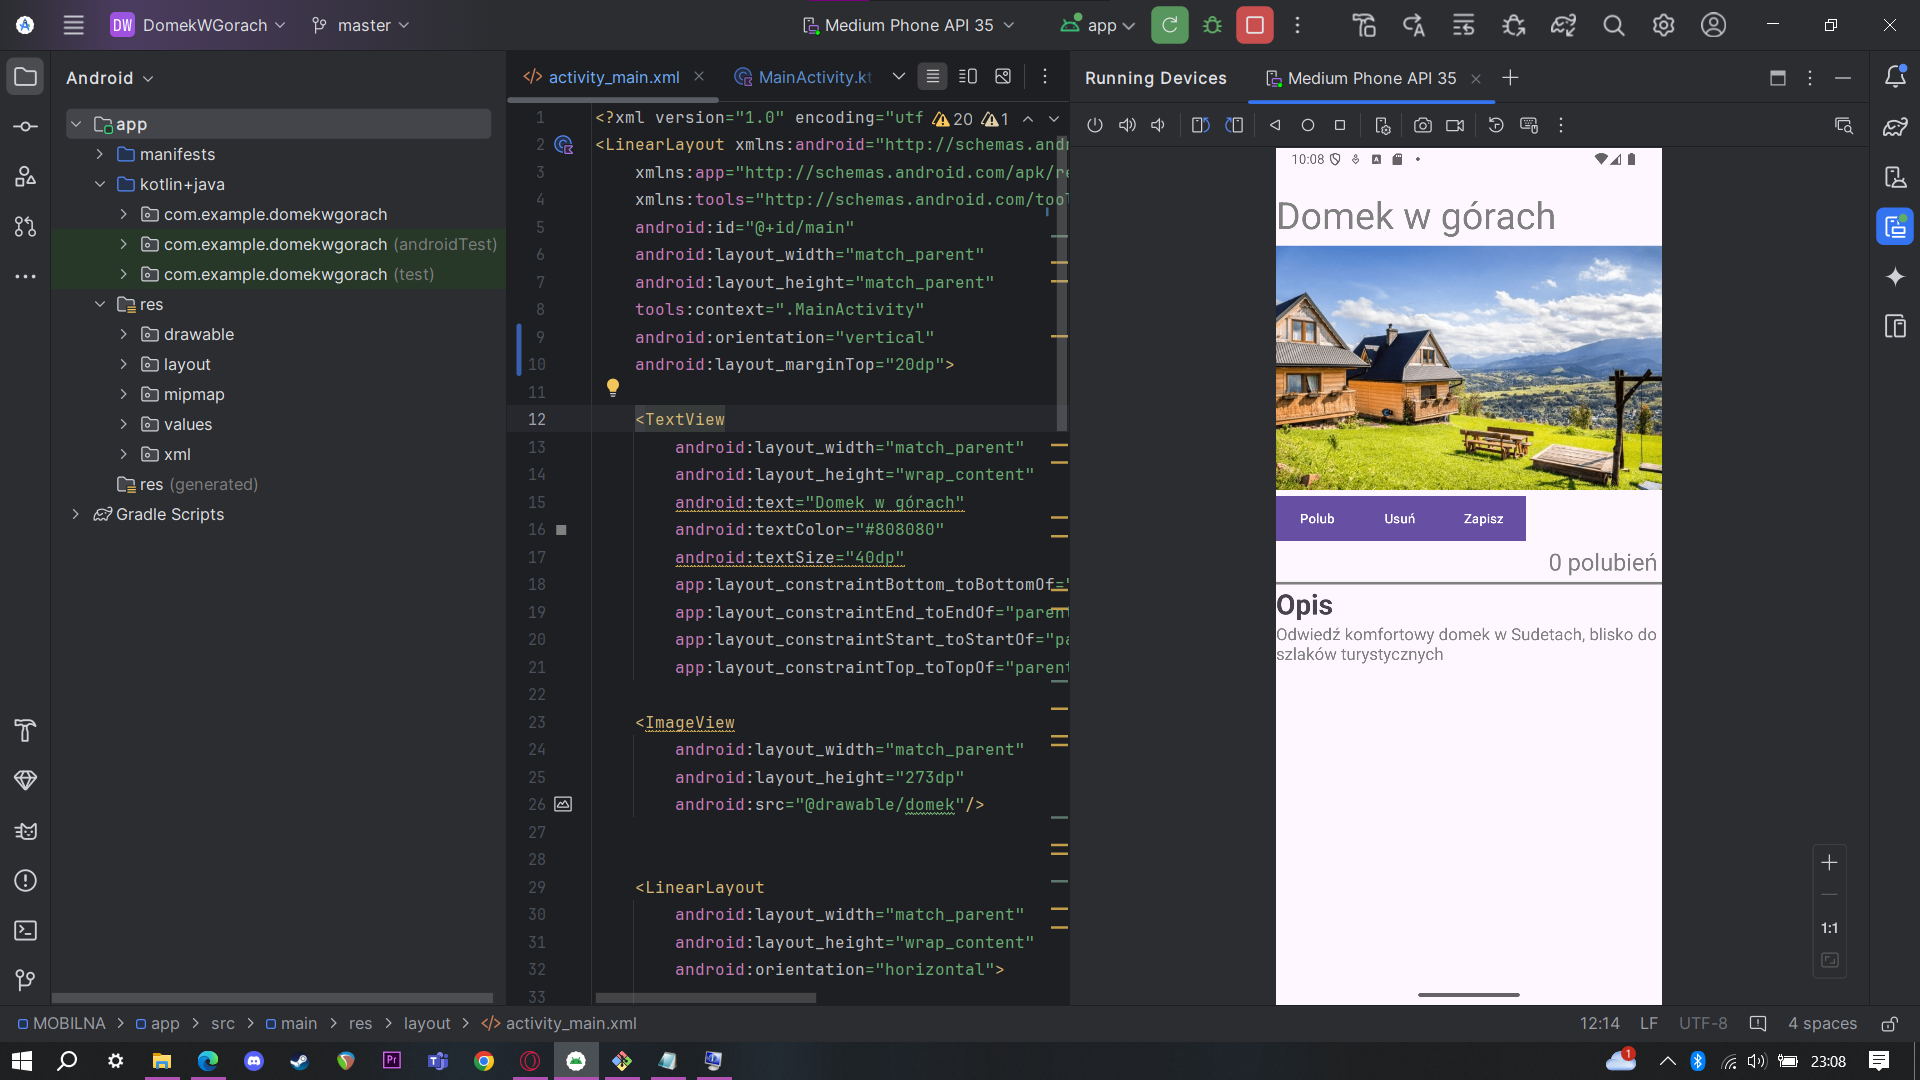 DW DomekWGorach master Medium Phone API 35 app
Android
app
manifests
kotlin+java
com.example.domekwgorach
com.example.domekwgorach (androidTest)
com.example.domekwgorach (test)
res
drawable
layout
mipmap
values
xml
res (generated)
Gradle Scripts
activity_main.xml MainActivity.kt
20 1
1 <?xml version="1.0" encoding="utf
2 <LinearLayout xmlns:android="http://schemas.andr
3 xmlns:app="http://schemas.android.com/apk/re
4 xmlns:tools="http://schemas.android.com/tool
5 android:id="@+id/main"
6 android:layout_width="match_parent"
7 android:layout_height="match_parent"
8 tools:context=".MainActivity"
9 android:orientation="vertical"
10 android:layout_marginTop="20dp">
11
12 <TextView
13 android:layout_width="match_parent"
14 android:layout_height="wrap_content"
15 android:text="Domek w górach"
16 android:textColor="#808080"
17 android:textSize="40dp"
18 app:layout_constraintBottom_toBottomOf="
19 app:layout_constraintEnd_toEndOf="parent
20 app:layout_constraintStart_toStartOf="pa
21 app:layout_constraintTop_toTopOf="parent
22
23 <ImageView
24 android:layout_width="match_parent"
25 android:layout_height="273dp"
26 android:src="@drawable/domek"/>
27
28
29 <LinearLayout
30 android:layout_width="match_parent"
31 android:layout_height="wrap_content"
32 android:orientation="horizontal">
33
Running Devices Medium Phone API 35
10:08
Domek w górach
Polub Usuń Zapisz
0 polubień
Opis
Odwiedź komfortowy domek w Sudetach, blisko do
szlaków turystycznych
1:1
MOBILNA app src main res layout activity_main.xml
12:14 LF UTF-8 4 spaces
Pr 1 23:08